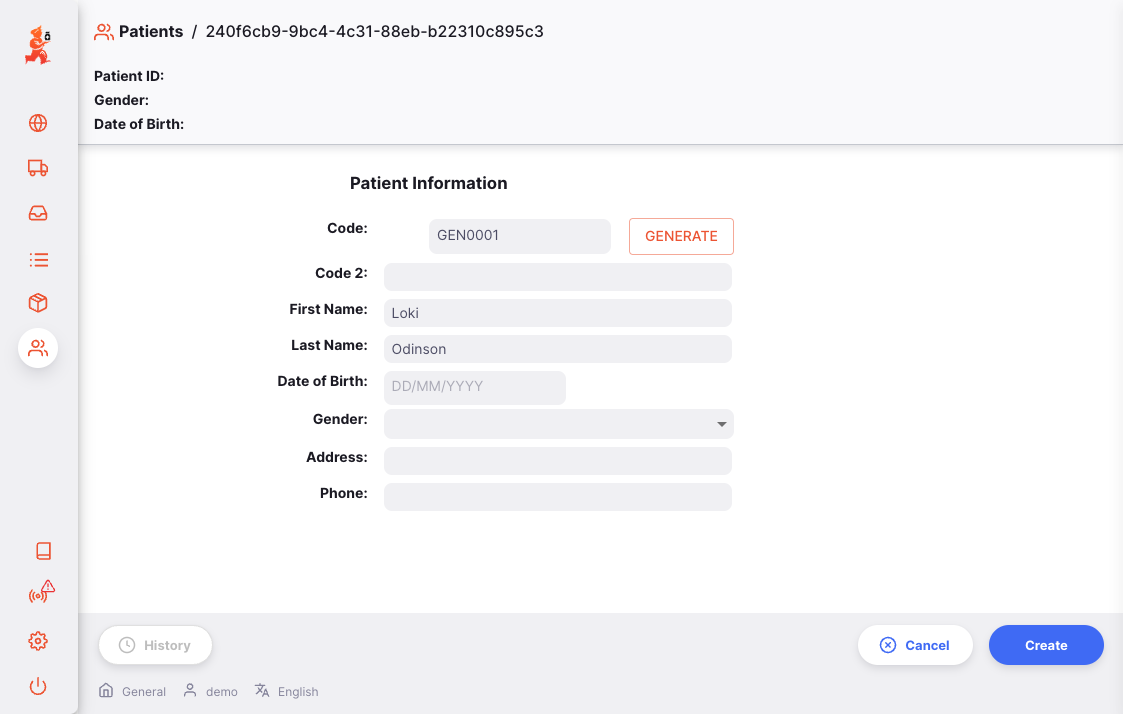 Patients / 240f6cb9-9bc4-4c31-88eb-b22310c895c3
Patient ID:
Gender:
Date of Birth:
Patient Information
Code: GEN0001 GENERATE
Code 2:
First Name: Loki
Last Name: Odinson
Date of Birth: DD/MM/YYYY
Gender:
Address:
Phone:
History Cancel Create
General demo English